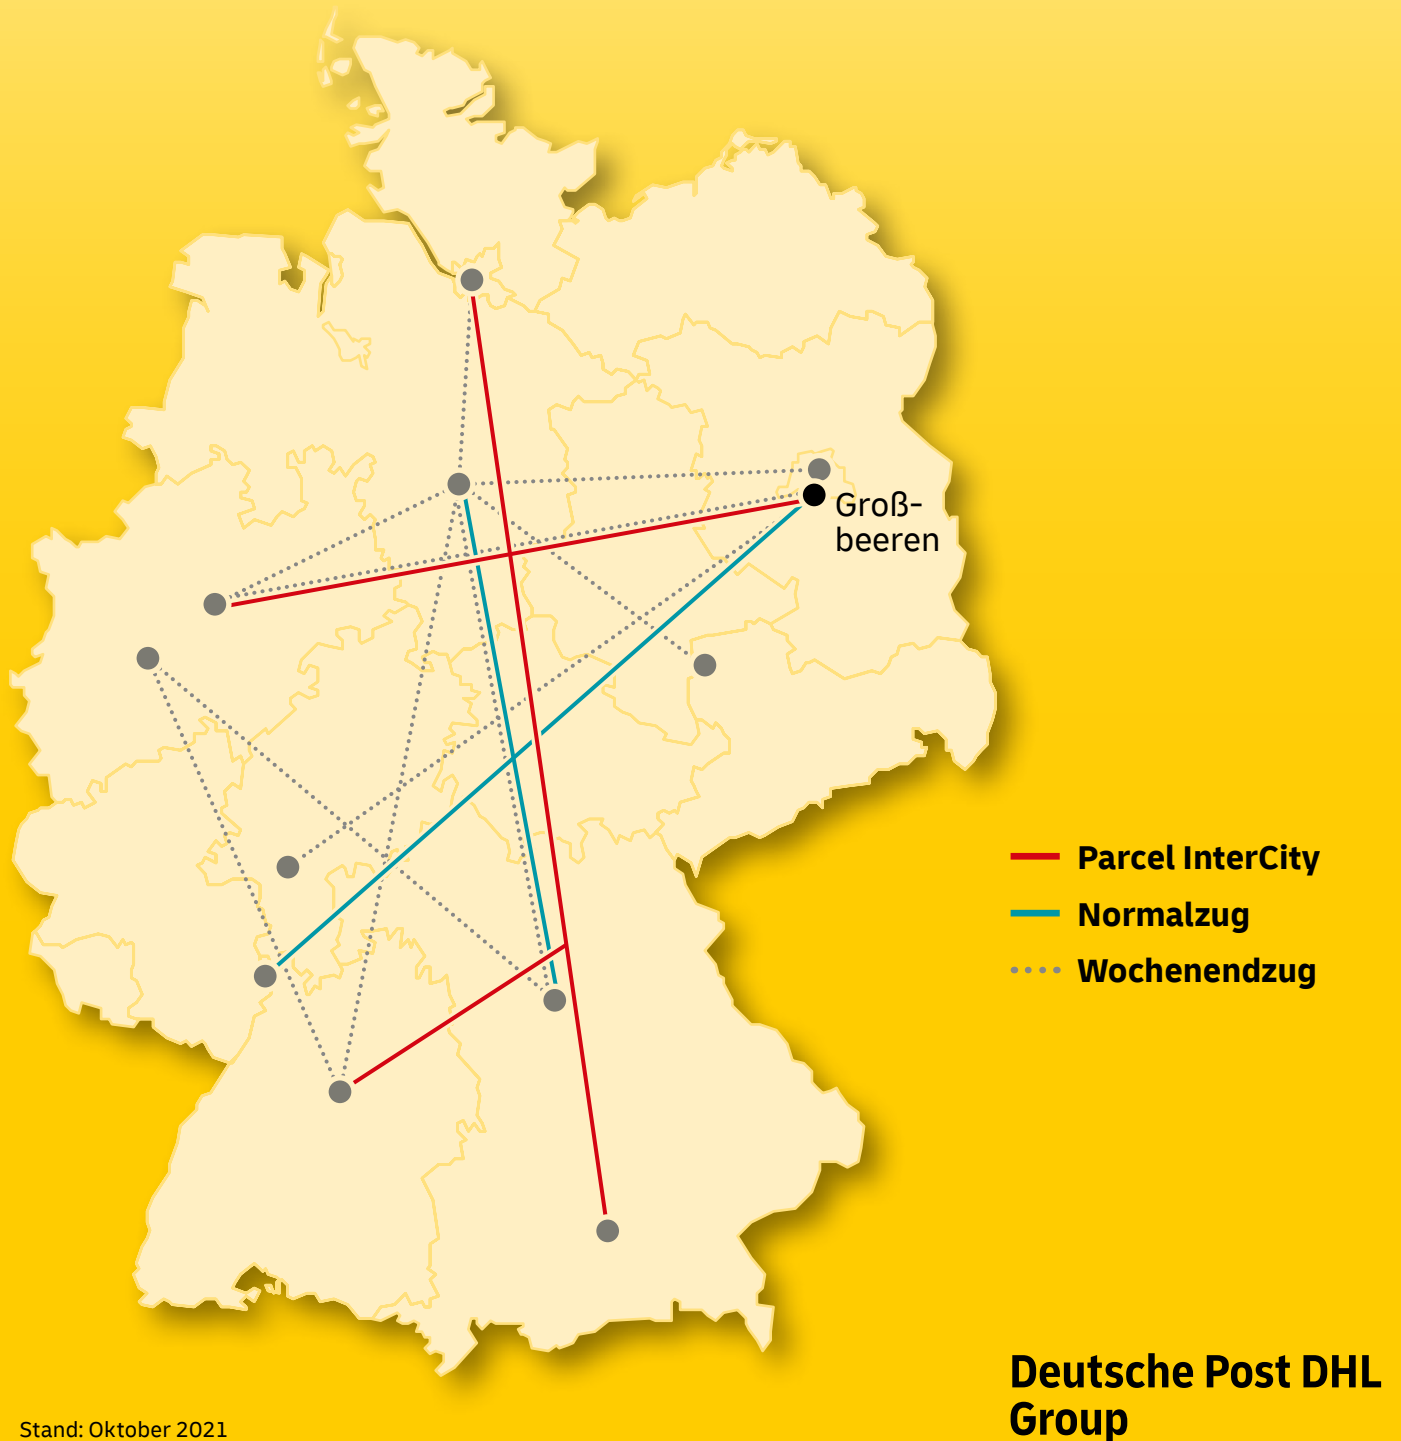 Groß-
beeren
Parcel InterCity
Normalzug
Wochenendzug
Deutsche Post DHL
Group
Stand: Oktober 2021